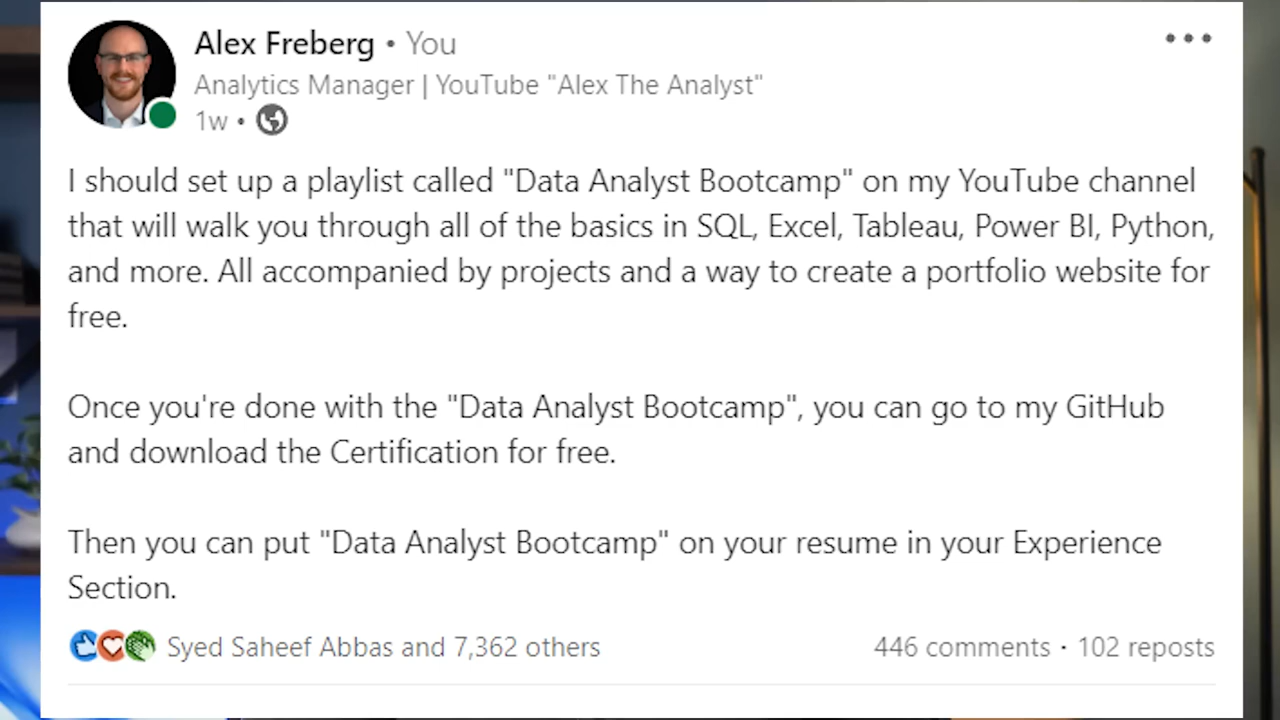 Alex Freberg • You
Analytics Manager | YouTube "Alex The Analyst"
1w •
I should set up a playlist called "Data Analyst Bootcamp" on my YouTube channel
that will walk you through all of the basics in SQL, Excel, Tableau, Power BI, Python,
and more. All accompanied by projects and a way to create a portfolio website for
free.
Once you're done with the "Data Analyst Bootcamp", you can go to my GitHub
and download the Certification for free.
Then you can put "Data Analyst Bootcamp" on your resume in your Experience
Section.
Syed Saheef Abbas and 7,362 others
446 comments · 102 reposts